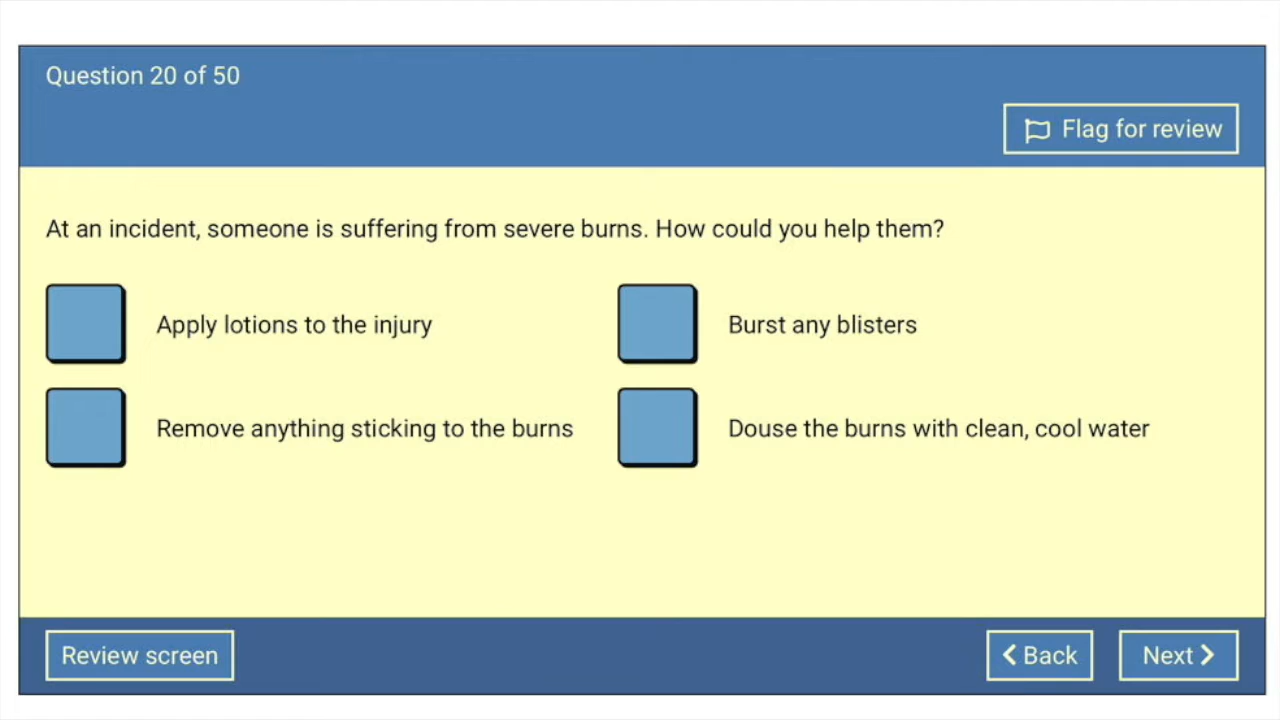 Question 20 of 50
Flag for review
At an incident, someone is suffering from severe burns. How could you help them?
Apply lotions to the injury
Burst any blisters
Remove anything sticking to the burns
Douse the burns with clean, cool water
Review screen
Back
Next